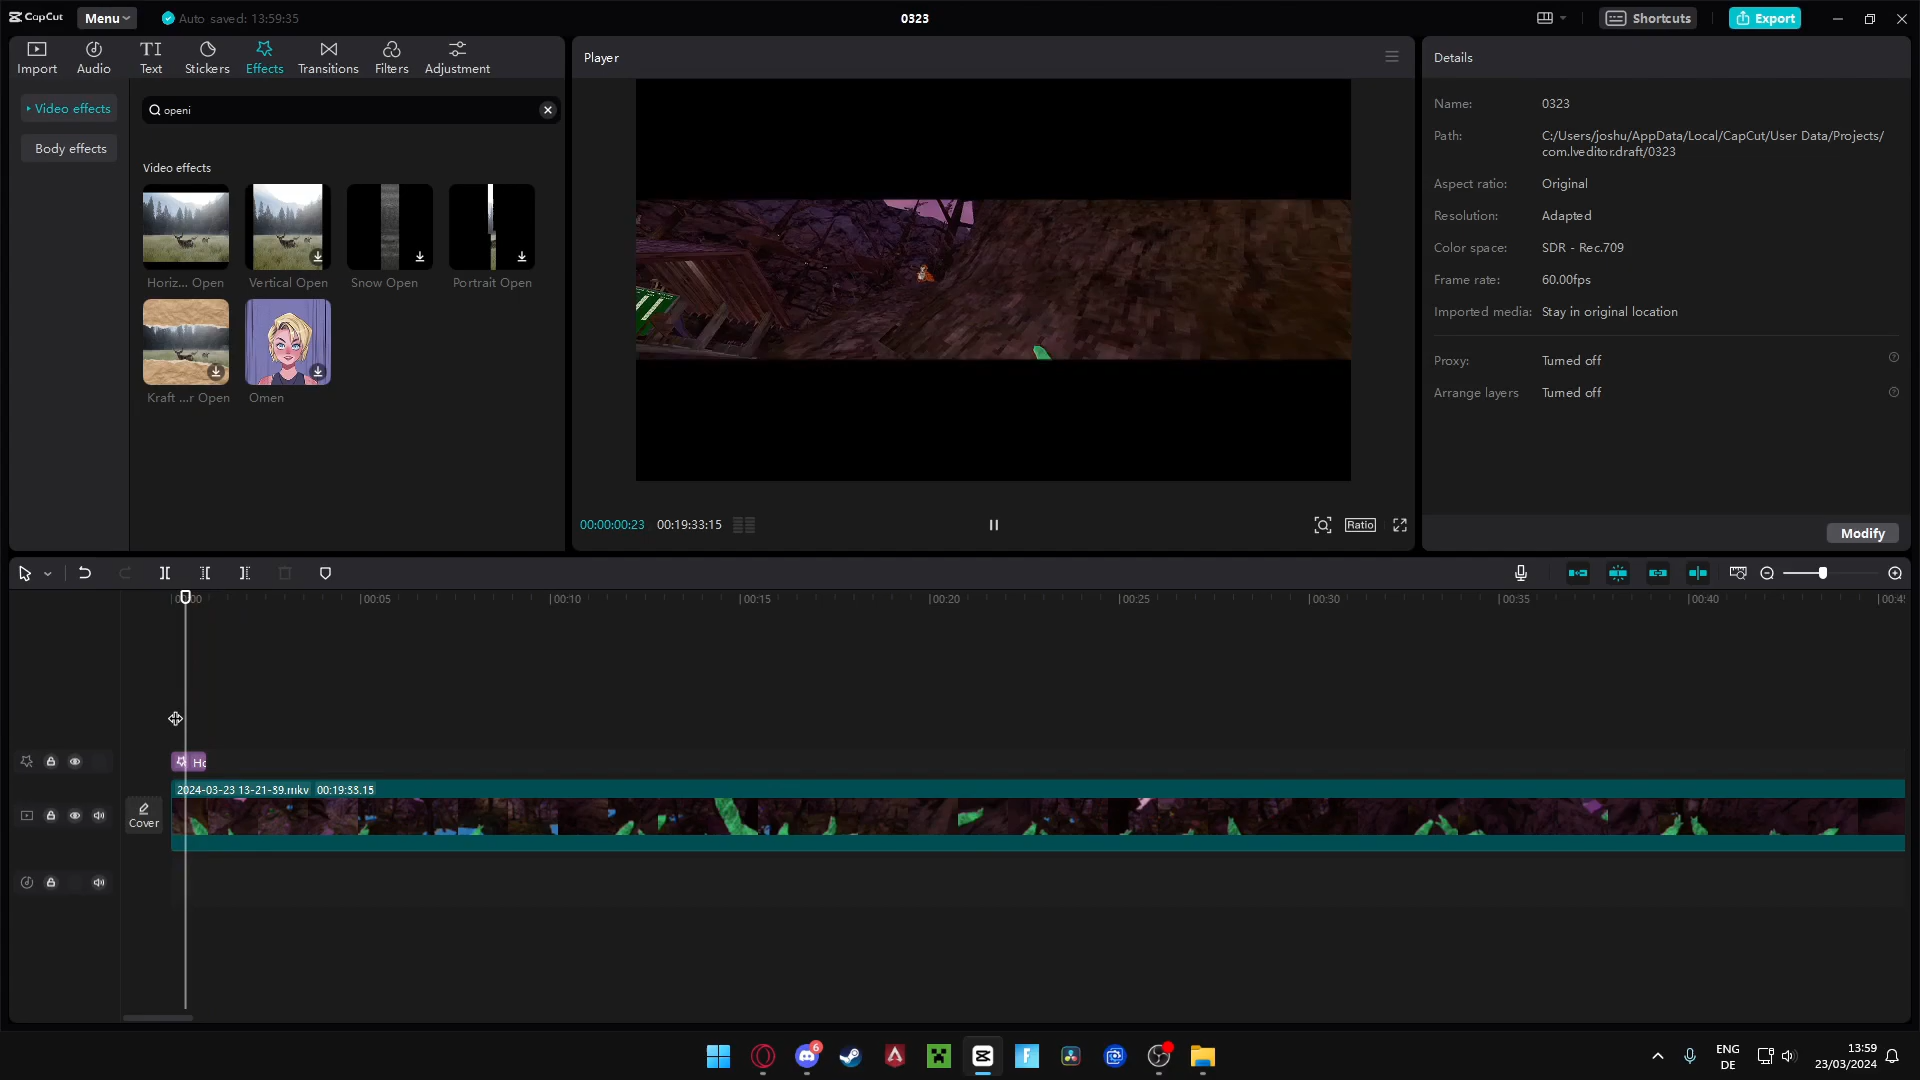 CapCut
Menu
Auto saved: 13:59:35
0323
Shortcuts
Export
Import
Audio
TI
Text
Stickers
Effects
Transitions
Filters
Adjustment
Video effects
Body effects
openi
Video effects
Horiz... Open
Vertical Open
Snow Open
Portrait Open
Kraft ...r Open
Omen
Player
00:00:00:23
00:19:33:15
Ratio
Details
Name:
0323
Path:
C:/Users/joshu/AppData/Local/CapCut/User Data/Projects/
com.lveditor.draft/0323
Aspect ratio:
Original
Resolution:
Adapted
Color space:
SDR - Rec.709
Frame rate:
60.00fps
Imported media:
Stay in original location
Proxy:
Turned off
Arrange layers
Turned off
Modify
00:00
00:05
00:10
00:15
00:20
00:25
00:30
00:35
00:40
00:45
Ho
2024-03-23 13-21-39.mkv
00:19:33:15
Cover
6
ENG
DE
13:59
23/03/2024